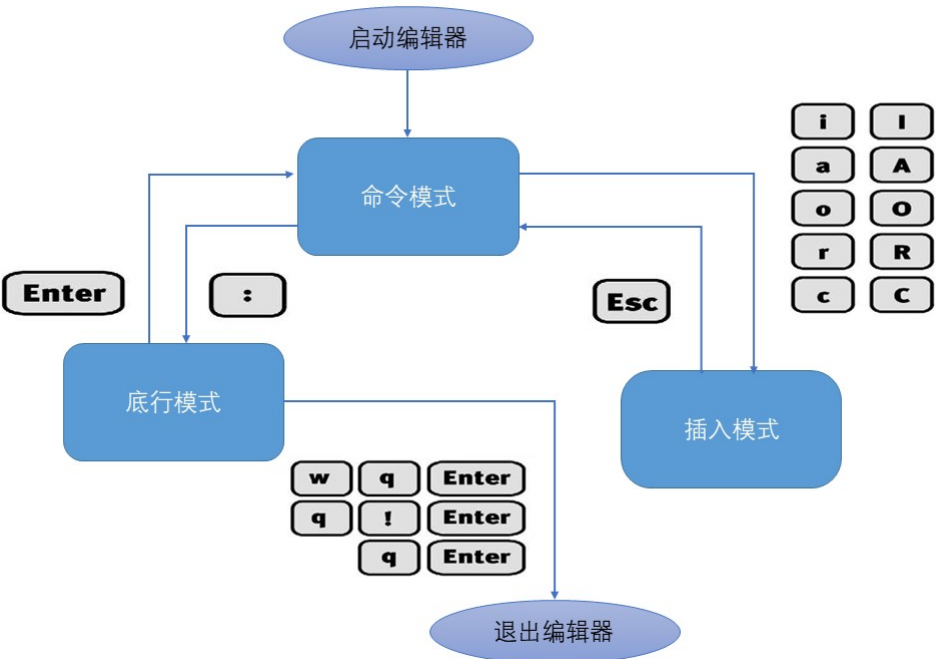 启动编辑器
命令模式
i I
a A
o O
r R
c C
Enter
:
Esc
底行模式
插入模式
w q Enter
q ! Enter
q Enter
退出编辑器